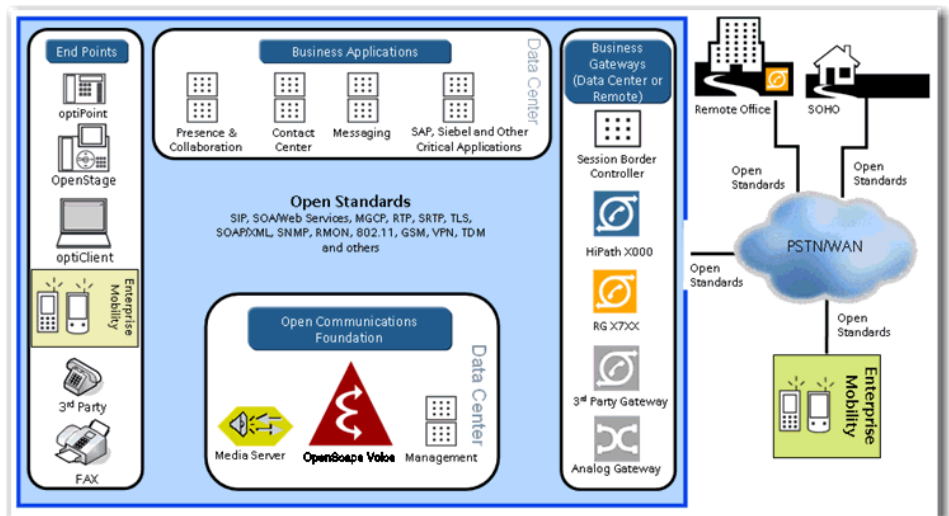 End Points
optiPoint
OpenStage
optiClient
Enterprise
Mobility
3rd Party
FAX
Business Applications
Data Center
Presence &
Collaboration
Contact
Center
Messaging
SAP, Siebel and Other
Critical Applications
Open Standards
SIP, SOA/Web Services, MGCP, RTP, SRTP, TLS,
SOAP/XML, SNMP, RMON, 802.11, GSM, VPN, TDM
and others
Open Communications
Foundation
Data Center
Media Server
OpenScape Voice
Management
Business
Gateways
(Data Center or
Remote)
Session Border
Controller
HiPath X000
RG X7XX
3rd Party Gateway
Analog Gateway
Remote Office
SOHO
Open
Standards
Open
Standards
PSTN/WAN
Open
Standards
Open
Standards
Enterprise
Mobility